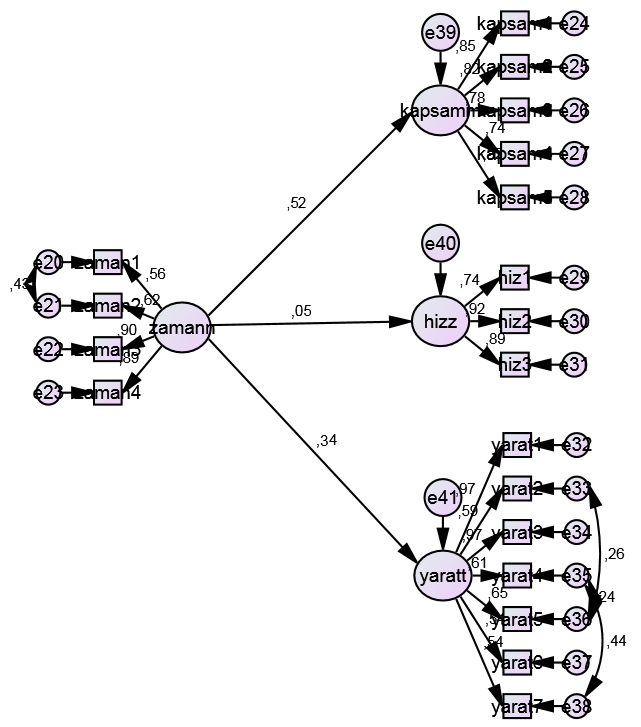 e39
,85
kapsam1
e24
,82
kapsam2
e25
kapsamm
,78
kapsam3
e26
,74
kapsam4
e27
kapsam5
e28
,52
e40
e20
zaman1
,56
,74
hiz1
e29
,43
e21
zaman2
,62
,05
hizz
,92
hiz2
e30
zamann
,90
e22
zaman3
,89
hiz3
e31
,89
e23
zaman4
,34
yarat1
e32
e41
,97
yarat2
e33
,59
,97
yarat3
e34
,26
yaratt
,61
yarat4
e35
,65
,24
yarat5
e36
,44
,54
yarat6
e37
yarat7
e38